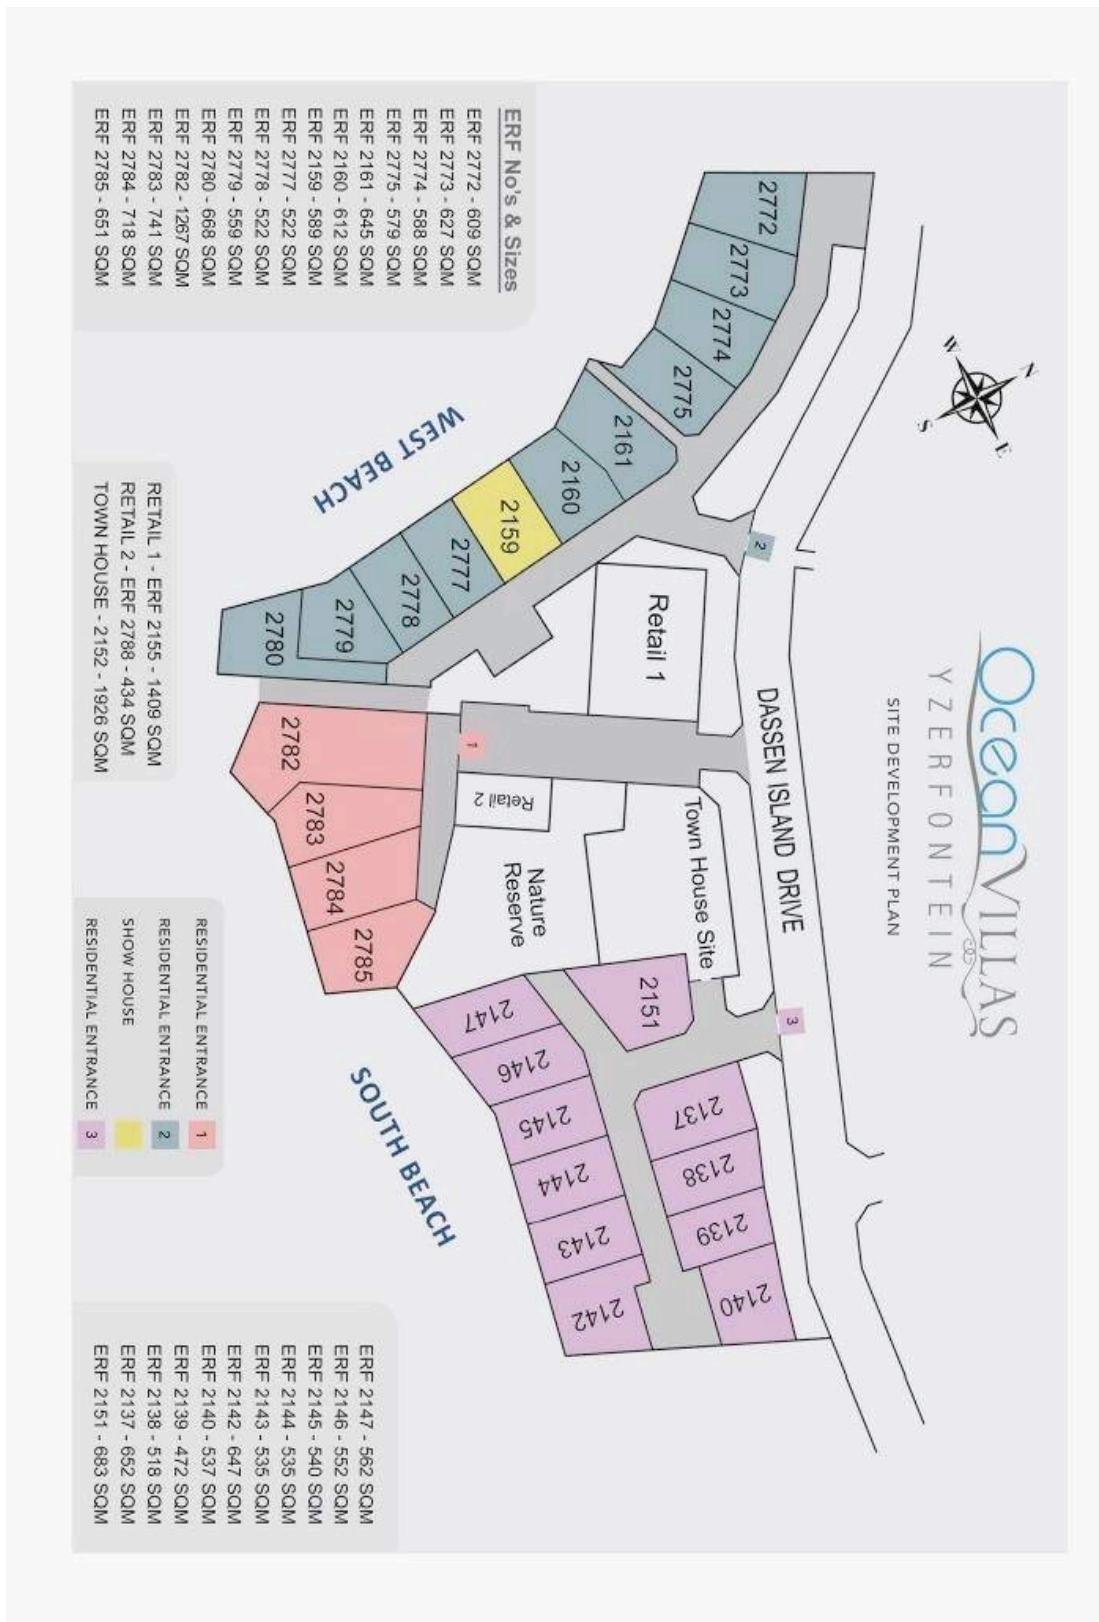 Ocean VILLAS
YZERFONTEIN
SITE DEVELOPMENT PLAN
N
E
S
W
DASSEN ISLAND DRIVE
2772
2773
2774
2775
2161
2160
2159
2777
2778
2779
2780
WEST BEACH
2
Retail 1
1
Retail 2
Town House Site
Nature
Reserve
2782
2783
2784
2785
3
2151
2147
2146
2145
2144
2143
2142
2137
2138
2139
2140
SOUTH BEACH
ERF No's & Sizes
ERF 2772 - 609 SQM
ERF 2773 - 627 SQM
ERF 2774 - 588 SQM
ERF 2775 - 579 SQM
ERF 2161 - 645 SQM
ERF 2160 - 612 SQM
ERF 2159 - 589 SQM
ERF 2777 - 522 SQM
ERF 2778 - 522 SQM
ERF 2779 - 559 SQM
ERF 2780 - 668 SQM
ERF 2782 - 1267 SQM
ERF 2783 - 741 SQM
ERF 2784 - 718 SQM
ERF 2785 - 651 SQM
RETAIL 1 - ERF 2155 - 1409 SQM
RETAIL 2 - ERF 2788 - 434 SQM
TOWN HOUSE - 2152 - 1926 SQM
RESIDENTIAL ENTRANCE 1
RESIDENTIAL ENTRANCE 2
SHOW HOUSE
RESIDENTIAL ENTRANCE 3
ERF 2147 - 562 SQM
ERF 2146 - 552 SQM
ERF 2145 - 540 SQM
ERF 2144 - 535 SQM
ERF 2143 - 535 SQM
ERF 2142 - 647 SQM
ERF 2140 - 537 SQM
ERF 2139 - 472 SQM
ERF 2138 - 518 SQM
ERF 2137 - 652 SQM
ERF 2151 - 683 SQM